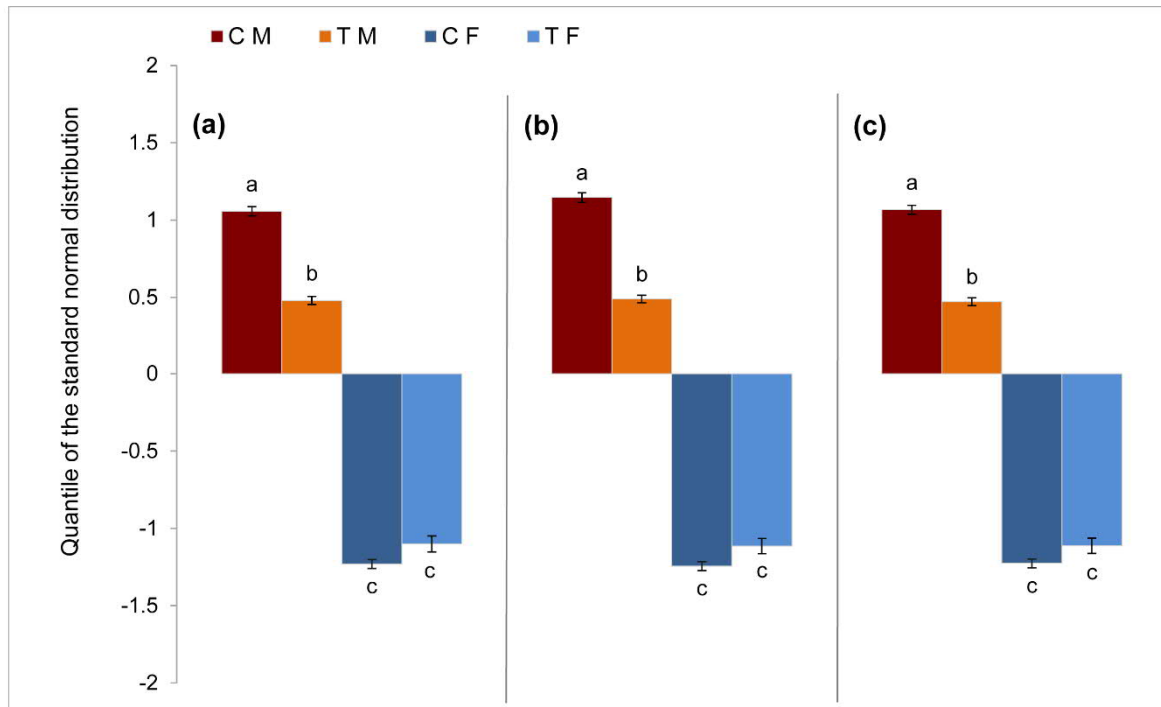 C M T M C F T F
Quantile of the standard normal distribution
2
1.5
1
0.5
0
-0.5
-1
-1.5
-2
(a)
a
b
c
c
(b)
a
b
c
c
(c)
a
b
c
c